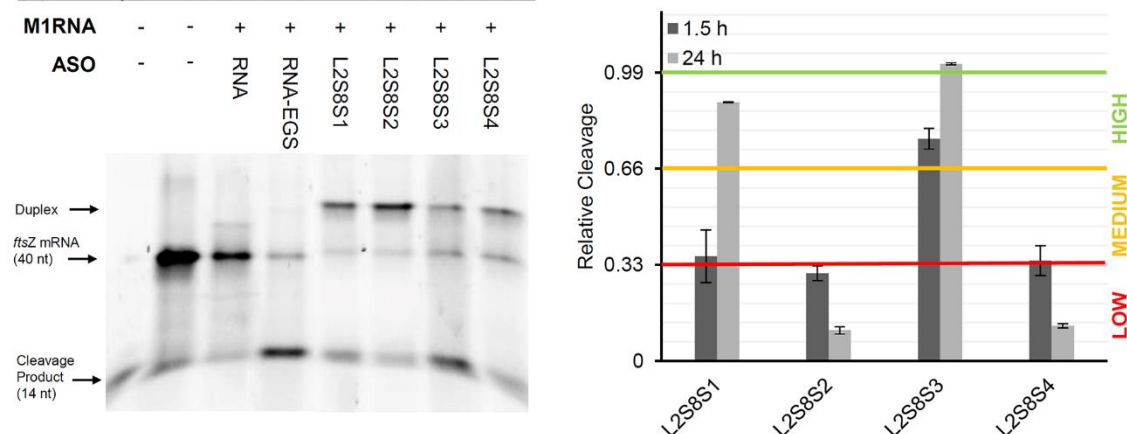 M1RNA - - + + + + + +
ASO - - RNA RNA-EGS L2S8S1 L2S8S2 L2S8S3 L2S8S4
Duplex
ftsZ mRNA
(40 nt)
Cleavage
Product
(14 nt)
1.5 h
24 h
Relative Cleavage
0.99
0.66
0.33
0
HIGH
MEDIUM
LOW
L2S8S1
L2S8S2
L2S8S3
L2S8S4